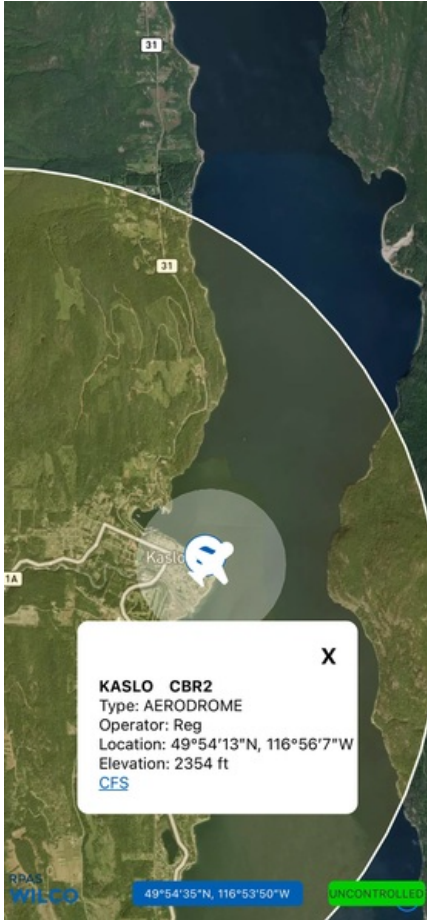 31
31
Kaslo
1A
X
KASLO CBR2
Type: AERODROME
Operator: Reg
Location: 49°54'13"N, 116°56'7"W
Elevation: 2354 ft
CFS
RPAS
WILCO
49°54'35"N, 116°53'50"W
UNCONTROLLED